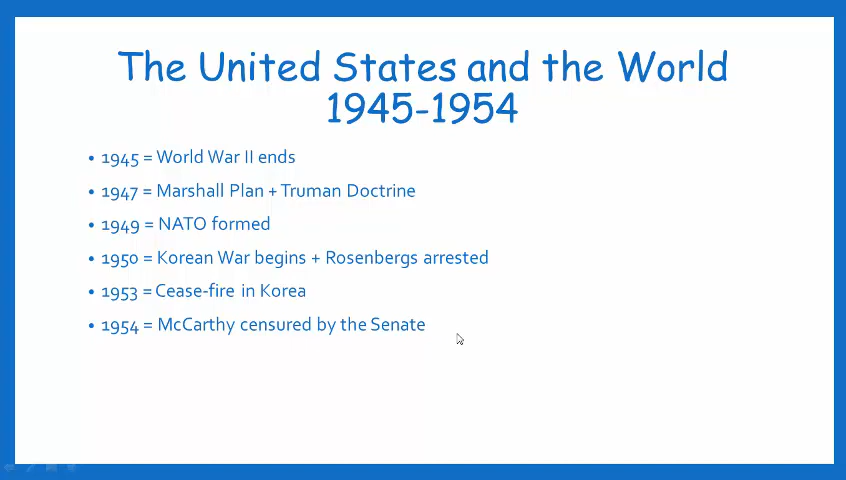 The United States and the World
1945-1954
• 1945 = World War II ends
• 1947 = Marshall Plan + Truman Doctrine
• 1949 = NATO formed
• 1950 = Korean War begins + Rosenbergs arrested
• 1953 = Cease-fire in Korea
• 1954 = McCarthy censured by the Senate